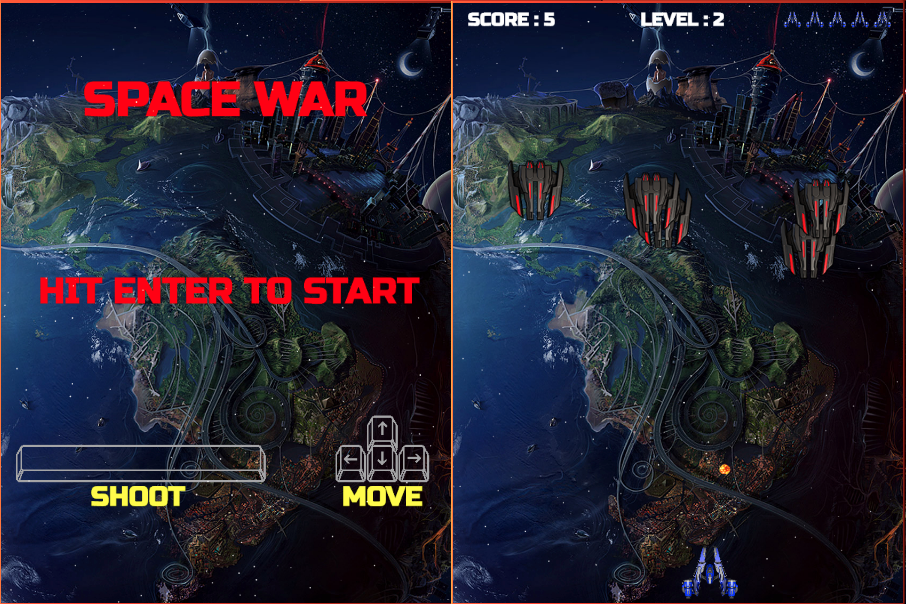 SPACE WAR
HIT ENTER TO START
SHOOT
MOVE
SCORE : 5
LEVEL : 2